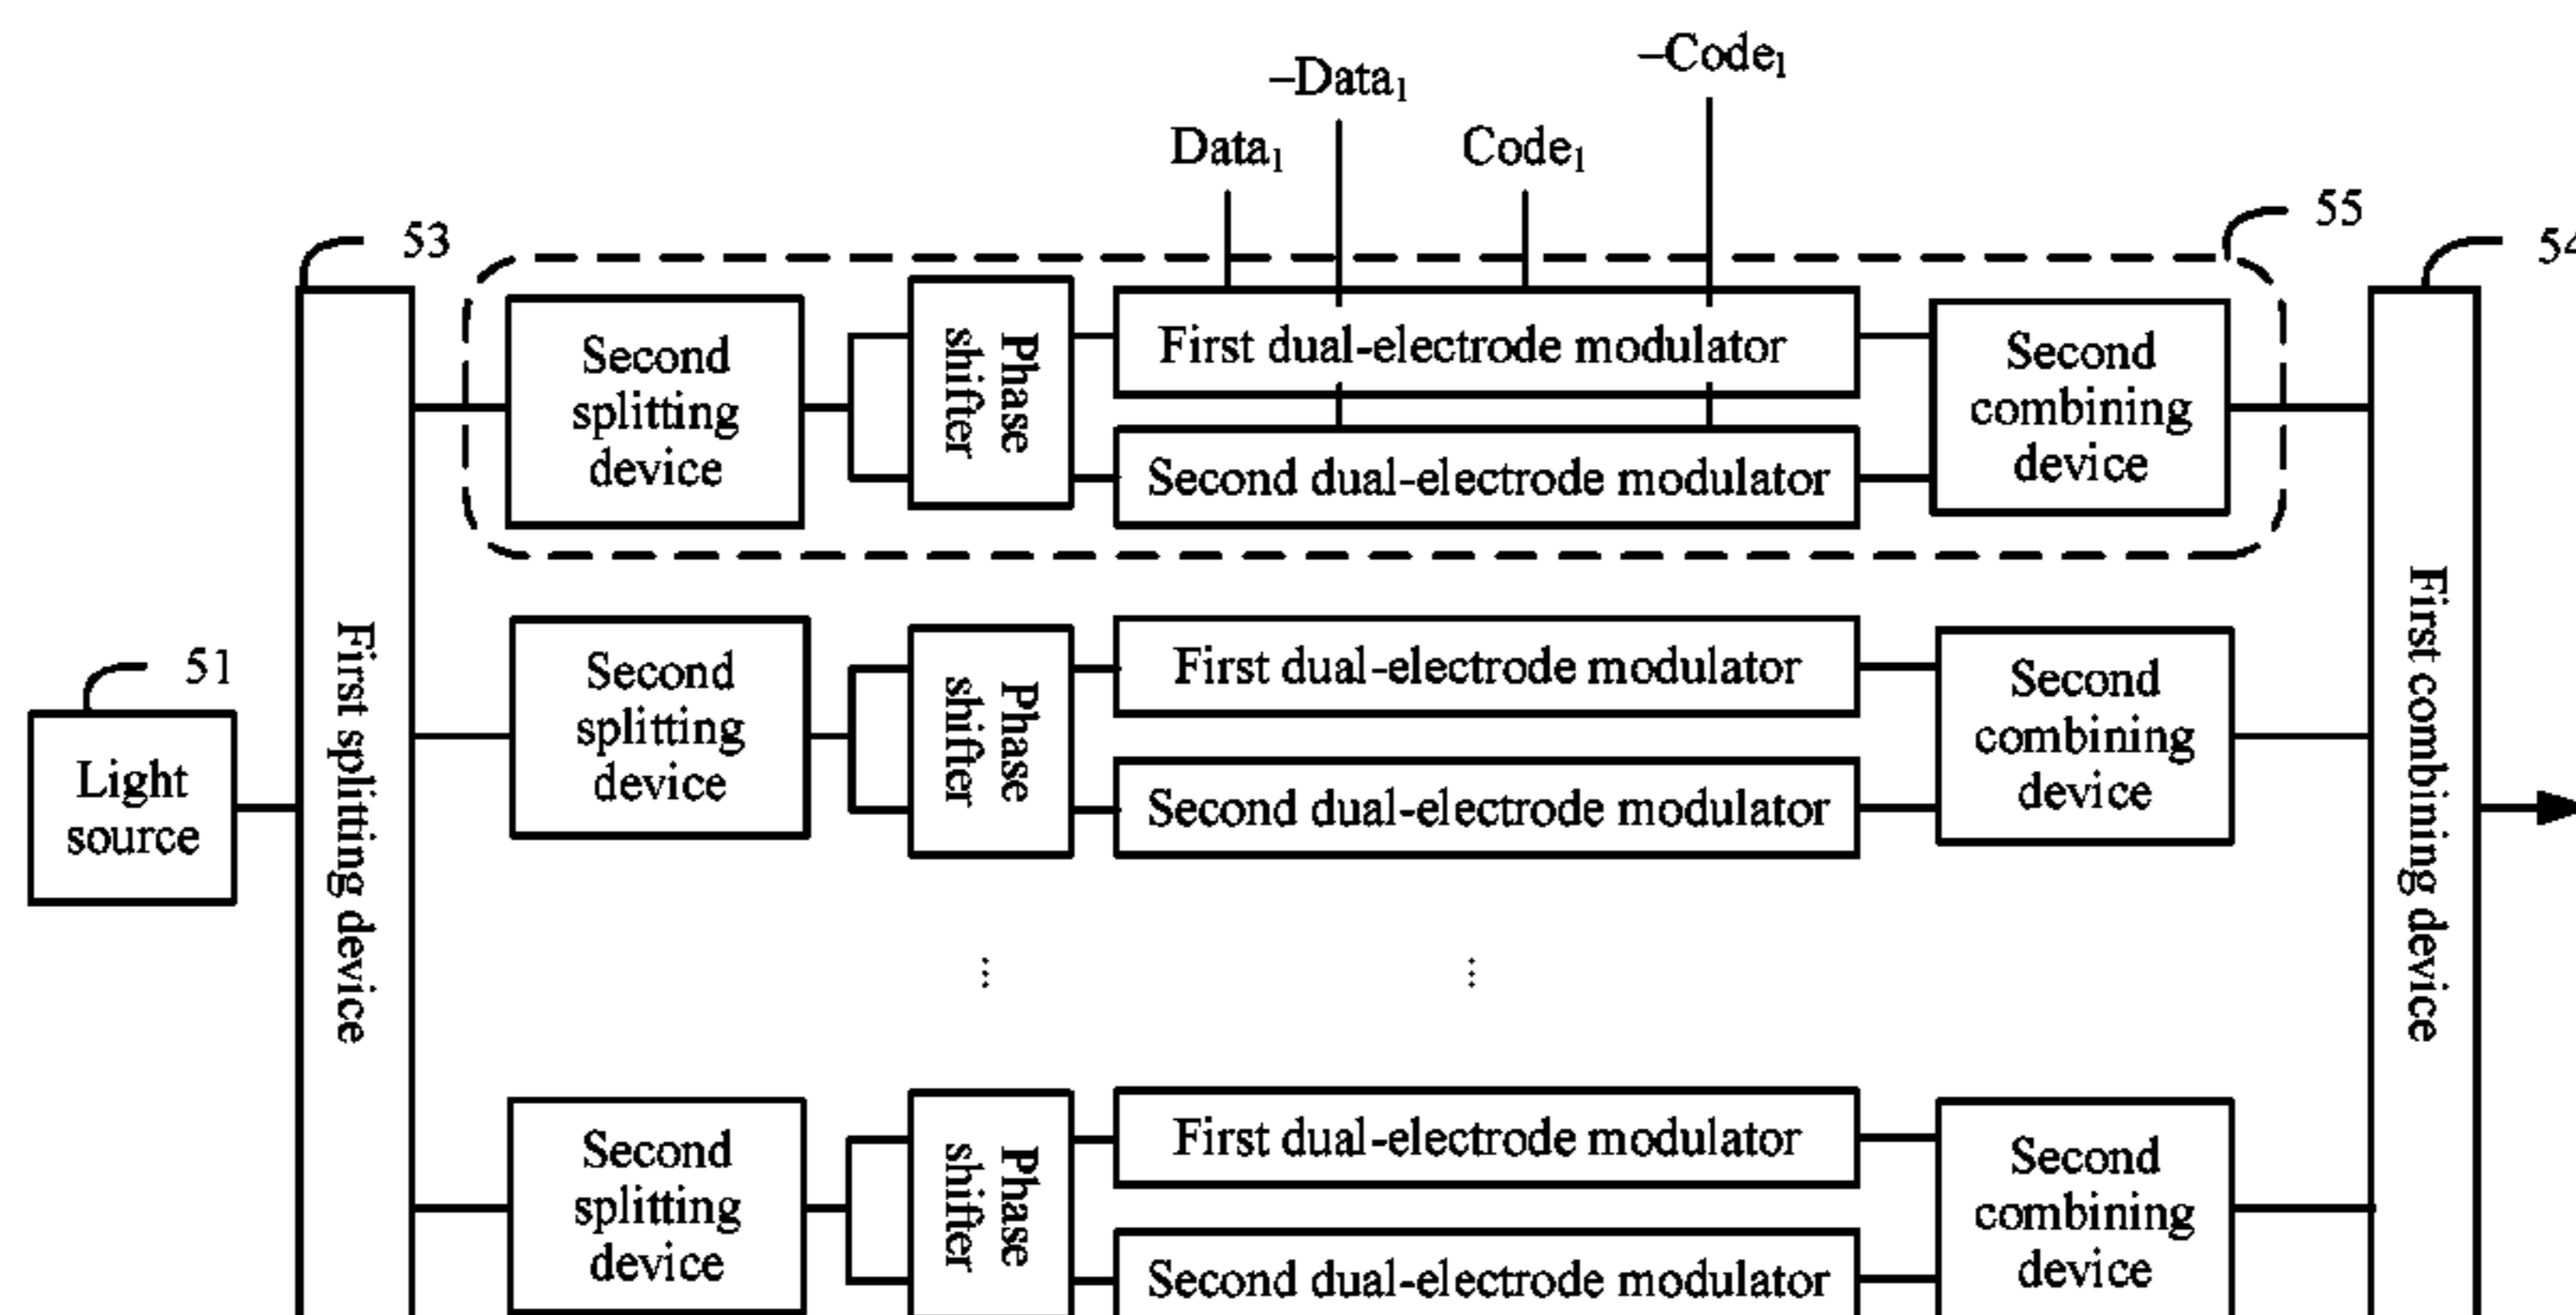 –Code₁
–Data₁
Data₁
Code₁
55
53
54
Second
splitting
device
Phase
shifter
First dual-electrode modulator
Second dual-electrode modulator
Second
combining
device
51
Light
source
First splitting device
Second
splitting
device
Phase
shifter
First dual-electrode modulator
Second dual-electrode modulator
Second
combining
device
First combining device
...
...
Second
splitting
device
Phase
shifter
First dual-electrode modulator
Second dual-electrode modulator
Second
combining
device